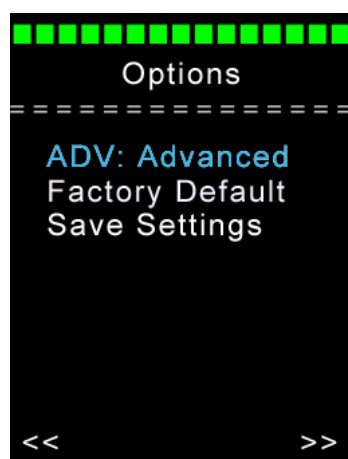 Options
===============
ADV: Advanced
Factory Default
Save Settings
<< >>